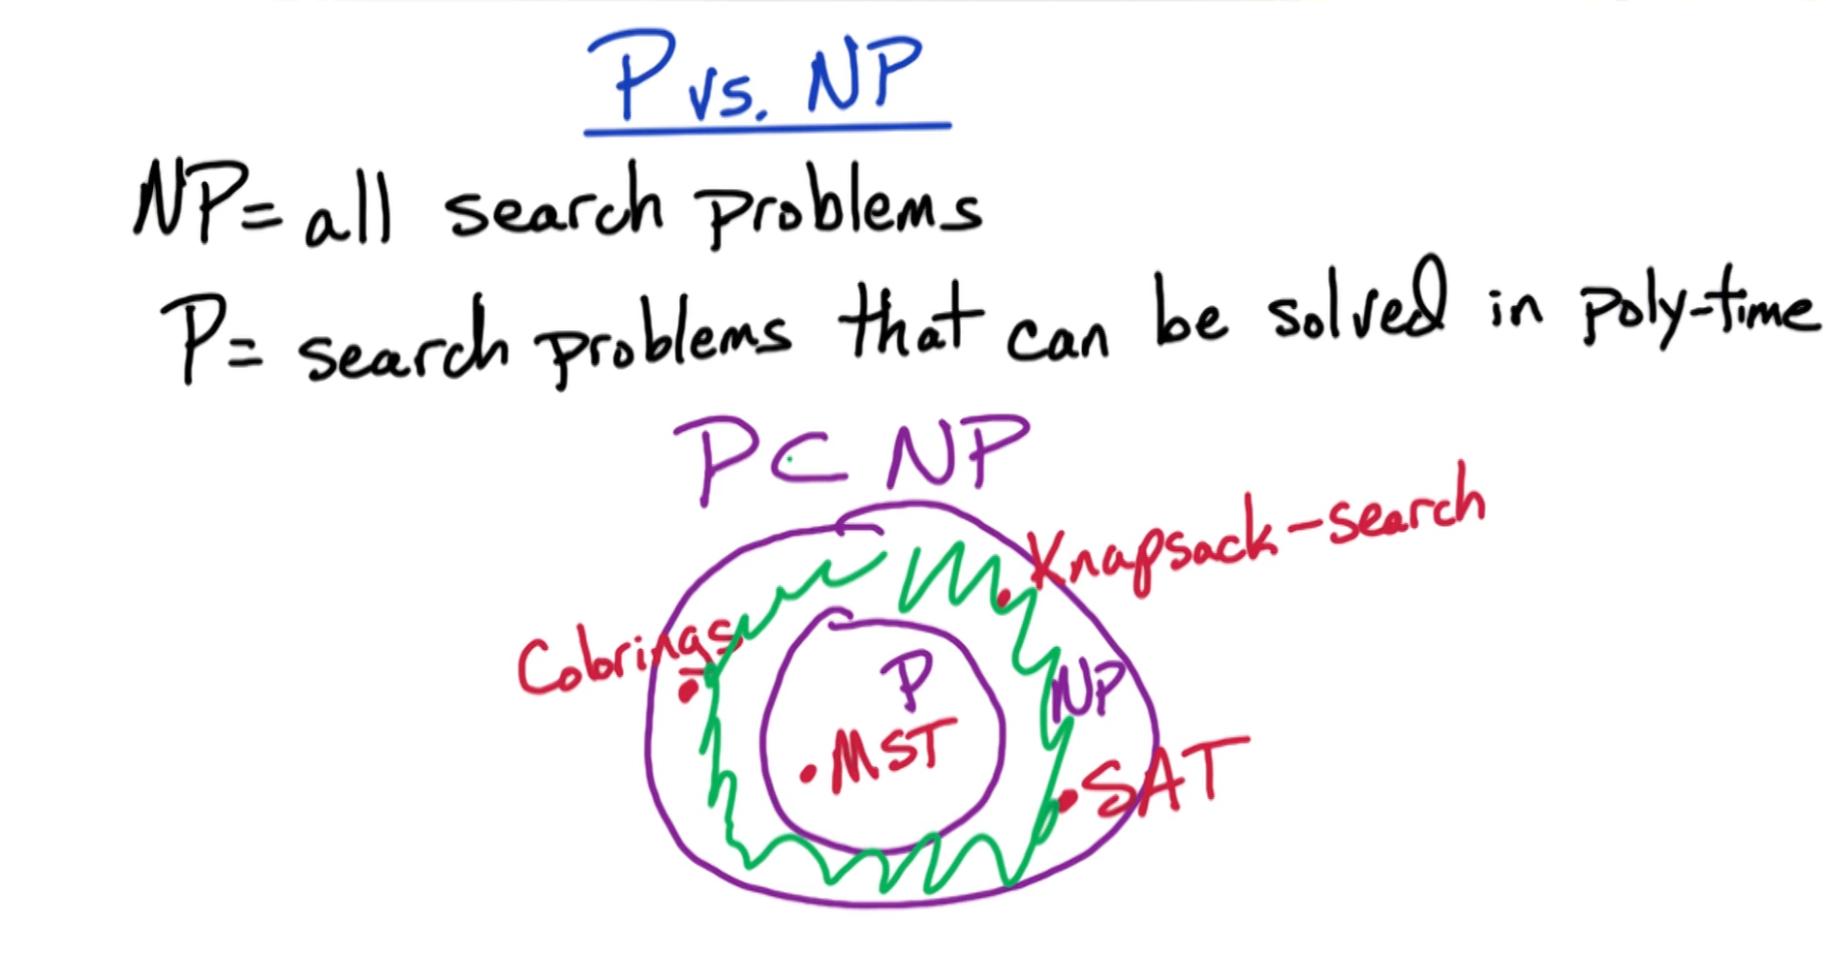 P vs. NP
NP= all search problems
P= search problems that can be solved in poly-time
P⊂ NP
Knapsack-search
Colorings
P
NP
MST
SAT